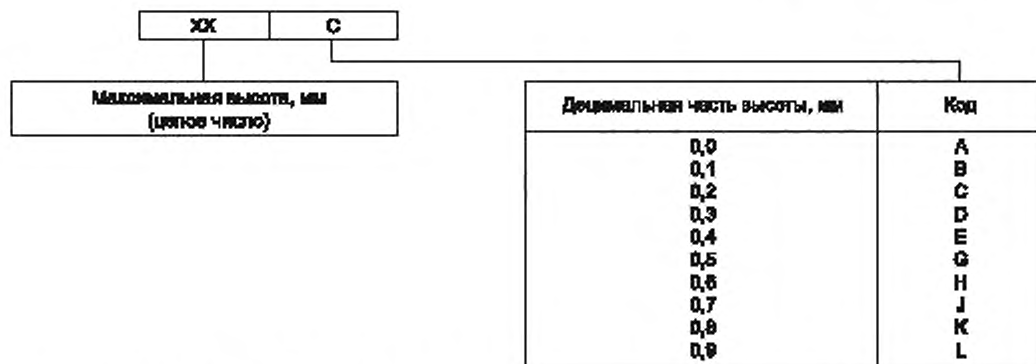 XX C
Максимальная высота, мм
(целое число)
Децимальная часть высоты, мм Код
0,0 A
0,1 B
0,2 C
0,3 D
0,4 E
0,5 G
0,6 H
0,7 J
0,8 K
0,9 L